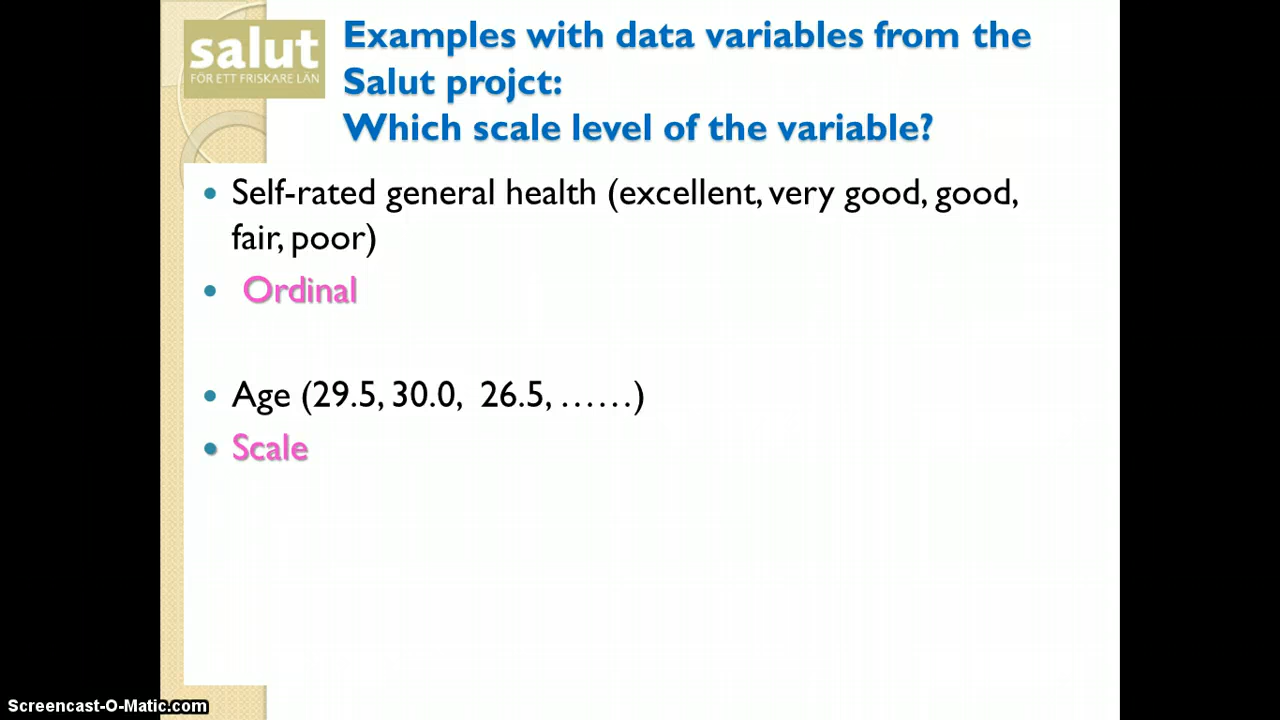 salut
FÖR ETT FRISKARE LÄN
Examples with data variables from the
Salut projct:
Which scale level of the variable?
• Self-rated general health (excellent, very good, good,
fair, poor)
• Ordinal
• Age (29.5, 30.0, 26.5, ……)
• Scale
Screencast-O-Matic.com